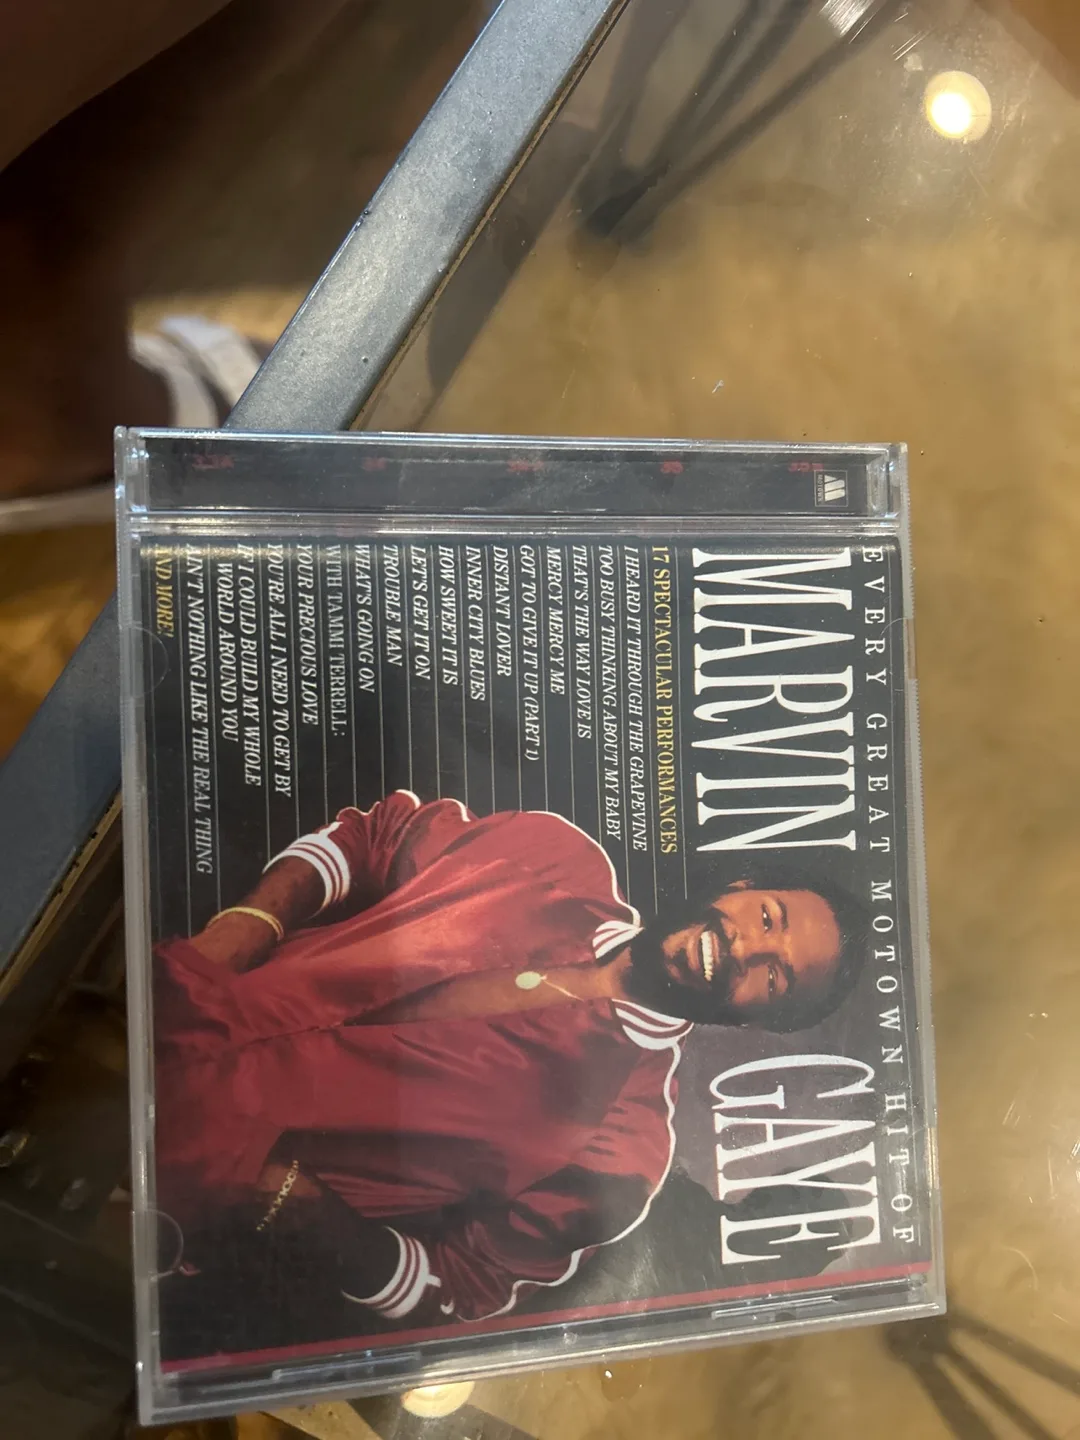 EVERY GREAT MOTOWN HIT OF
MARVIN GAYE
17 SPECTACULAR PERFORMANCES
I HEARD IT THROUGH THE GRAPEVINE
TOO BUSY THINKING ABOUT MY BABY
THAT'S THE WAY LOVE IS
MERCY MERCY ME
GOT TO GIVE IT UP (PART 1)
DISTANT LOVER
INNER CITY BLUES
HOW SWEET IT IS
LET'S GET IT ON
TROUBLE MAN
WHAT'S GOING ON
WITH TAMMI TERRELL:
YOUR PRECIOUS LOVE
YOU'RE ALL I NEED TO GET BY
IF I COULD BUILD MY WHOLE
WORLD AROUND YOU
AIN'T NOTHING LIKE THE REAL THING
AND MORE!
M
MOTOWN